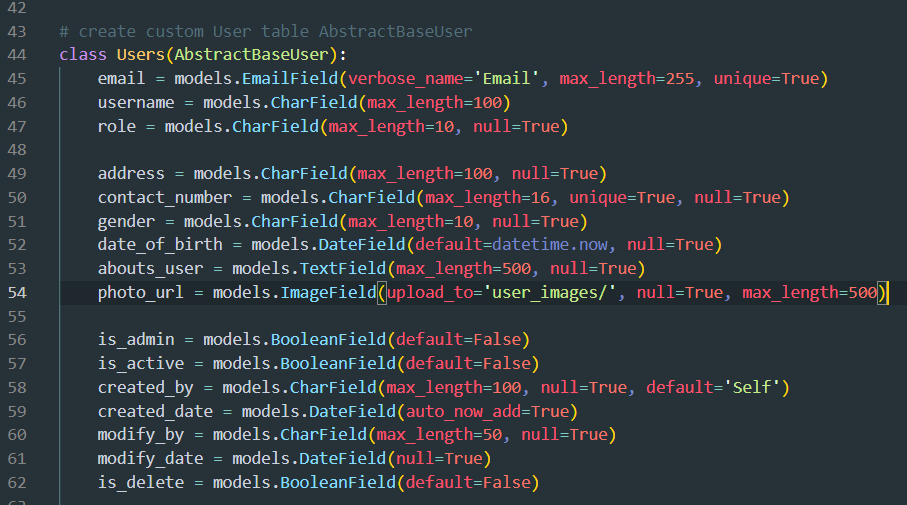 42
43 # create custom User table AbstractBaseUser
44 class Users(AbstractBaseUser):
45     email = models.EmailField(verbose_name='Email', max_length=255, unique=True)
46     username = models.CharField(max_length=100)
47     role = models.CharField(max_length=10, null=True)
48
49     address = models.CharField(max_length=100, null=True)
50     contact_number = models.CharField(max_length=16, unique=True, null=True)
51     gender = models.CharField(max_length=10, null=True)
52     date_of_birth = models.DateField(default=datetime.now, null=True)
53     abouts_user = models.TextField(max_length=500, null=True)
54     photo_url = models.ImageField(upload_to='user_images/', null=True, max_length=500)
55
56     is_admin = models.BooleanField(default=False)
57     is_active = models.BooleanField(default=False)
58     created_by = models.CharField(max_length=100, null=True, default='Self')
59     created_date = models.DateField(auto_now_add=True)
60     modify_by = models.CharField(max_length=50, null=True)
61     modify_date = models.DateField(null=True)
62     is_delete = models.BooleanField(default=False)